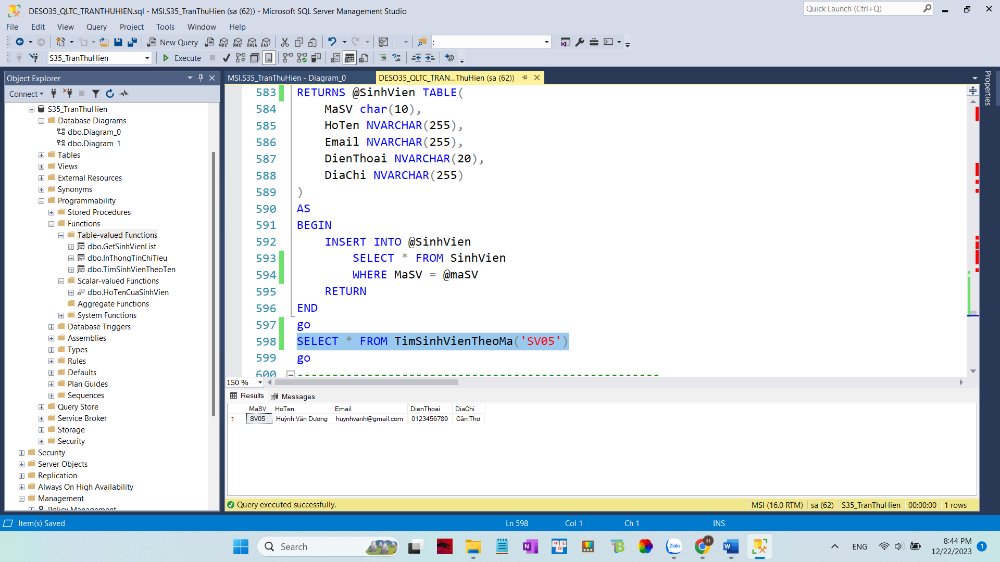 DESO35_QLTC_TRANTHUHIEN.sql - MSI.S35_TranThuHien (sa (62)) - Microsoft SQL Server Management Studio
Quick Launch (Ctrl+Q)
File Edit View Query Project Tools Window Help
New Query
MDX DMX XMLA DAX
:
S35_TranThuHien
Execute
Object Explorer
Connect
S35_TranThuHien
Database Diagrams
dbo.Diagram_0
dbo.Diagram_1
Tables
Views
External Resources
Synonyms
Programmability
Stored Procedures
Functions
Table-valued Functions
dbo.GetSinhVienList
dbo.InThongTinChiTieu
dbo.TimSinhVienTheoTen
Scalar-valued Functions
dbo.HoTenCuaSinhVien
Aggregate Functions
System Functions
Database Triggers
Assemblies
Types
Rules
Defaults
Plan Guides
Sequences
Query Store
Service Broker
Storage
Security
Security
Server Objects
Replication
Always On High Availability
Management
Policy Management
MSI.S35_TranThuHien - Diagram_0
DESO35_QLTC_TRAN...ThuHien (sa (62))
Properties
583 RETURNS @SinhVien TABLE(
584 MaSV char(10),
585 HoTen NVARCHAR(255),
586 Email NVARCHAR(255),
587 DienThoai NVARCHAR(20),
588 DiaChi NVARCHAR(255)
589 )
590 AS
591 BEGIN
592 INSERT INTO @SinhVien
593 SELECT * FROM SinhVien
594 WHERE MaSV = @maSV
595 RETURN
596 END
597 go
598 SELECT * FROM TimSinhVienTheoMa('SV05')
599 go
600 ----------------------------------------------------
150 %
Results Messages
MaSV HoTen Email DienThoai DiaChi
1 SV05 Huỳnh Văn Dương huynhvanh@gmail.com 0123456789 Cần Thơ
Query executed successfully.
MSI (16.0 RTM) sa (62) S35_TranThuHien 00:00:00 1 rows
Item(s) Saved
Ln 598 Col 1 Ch 1 INS
Search
Zalo
H
ENG
8:44 PM
12/22/2023
1